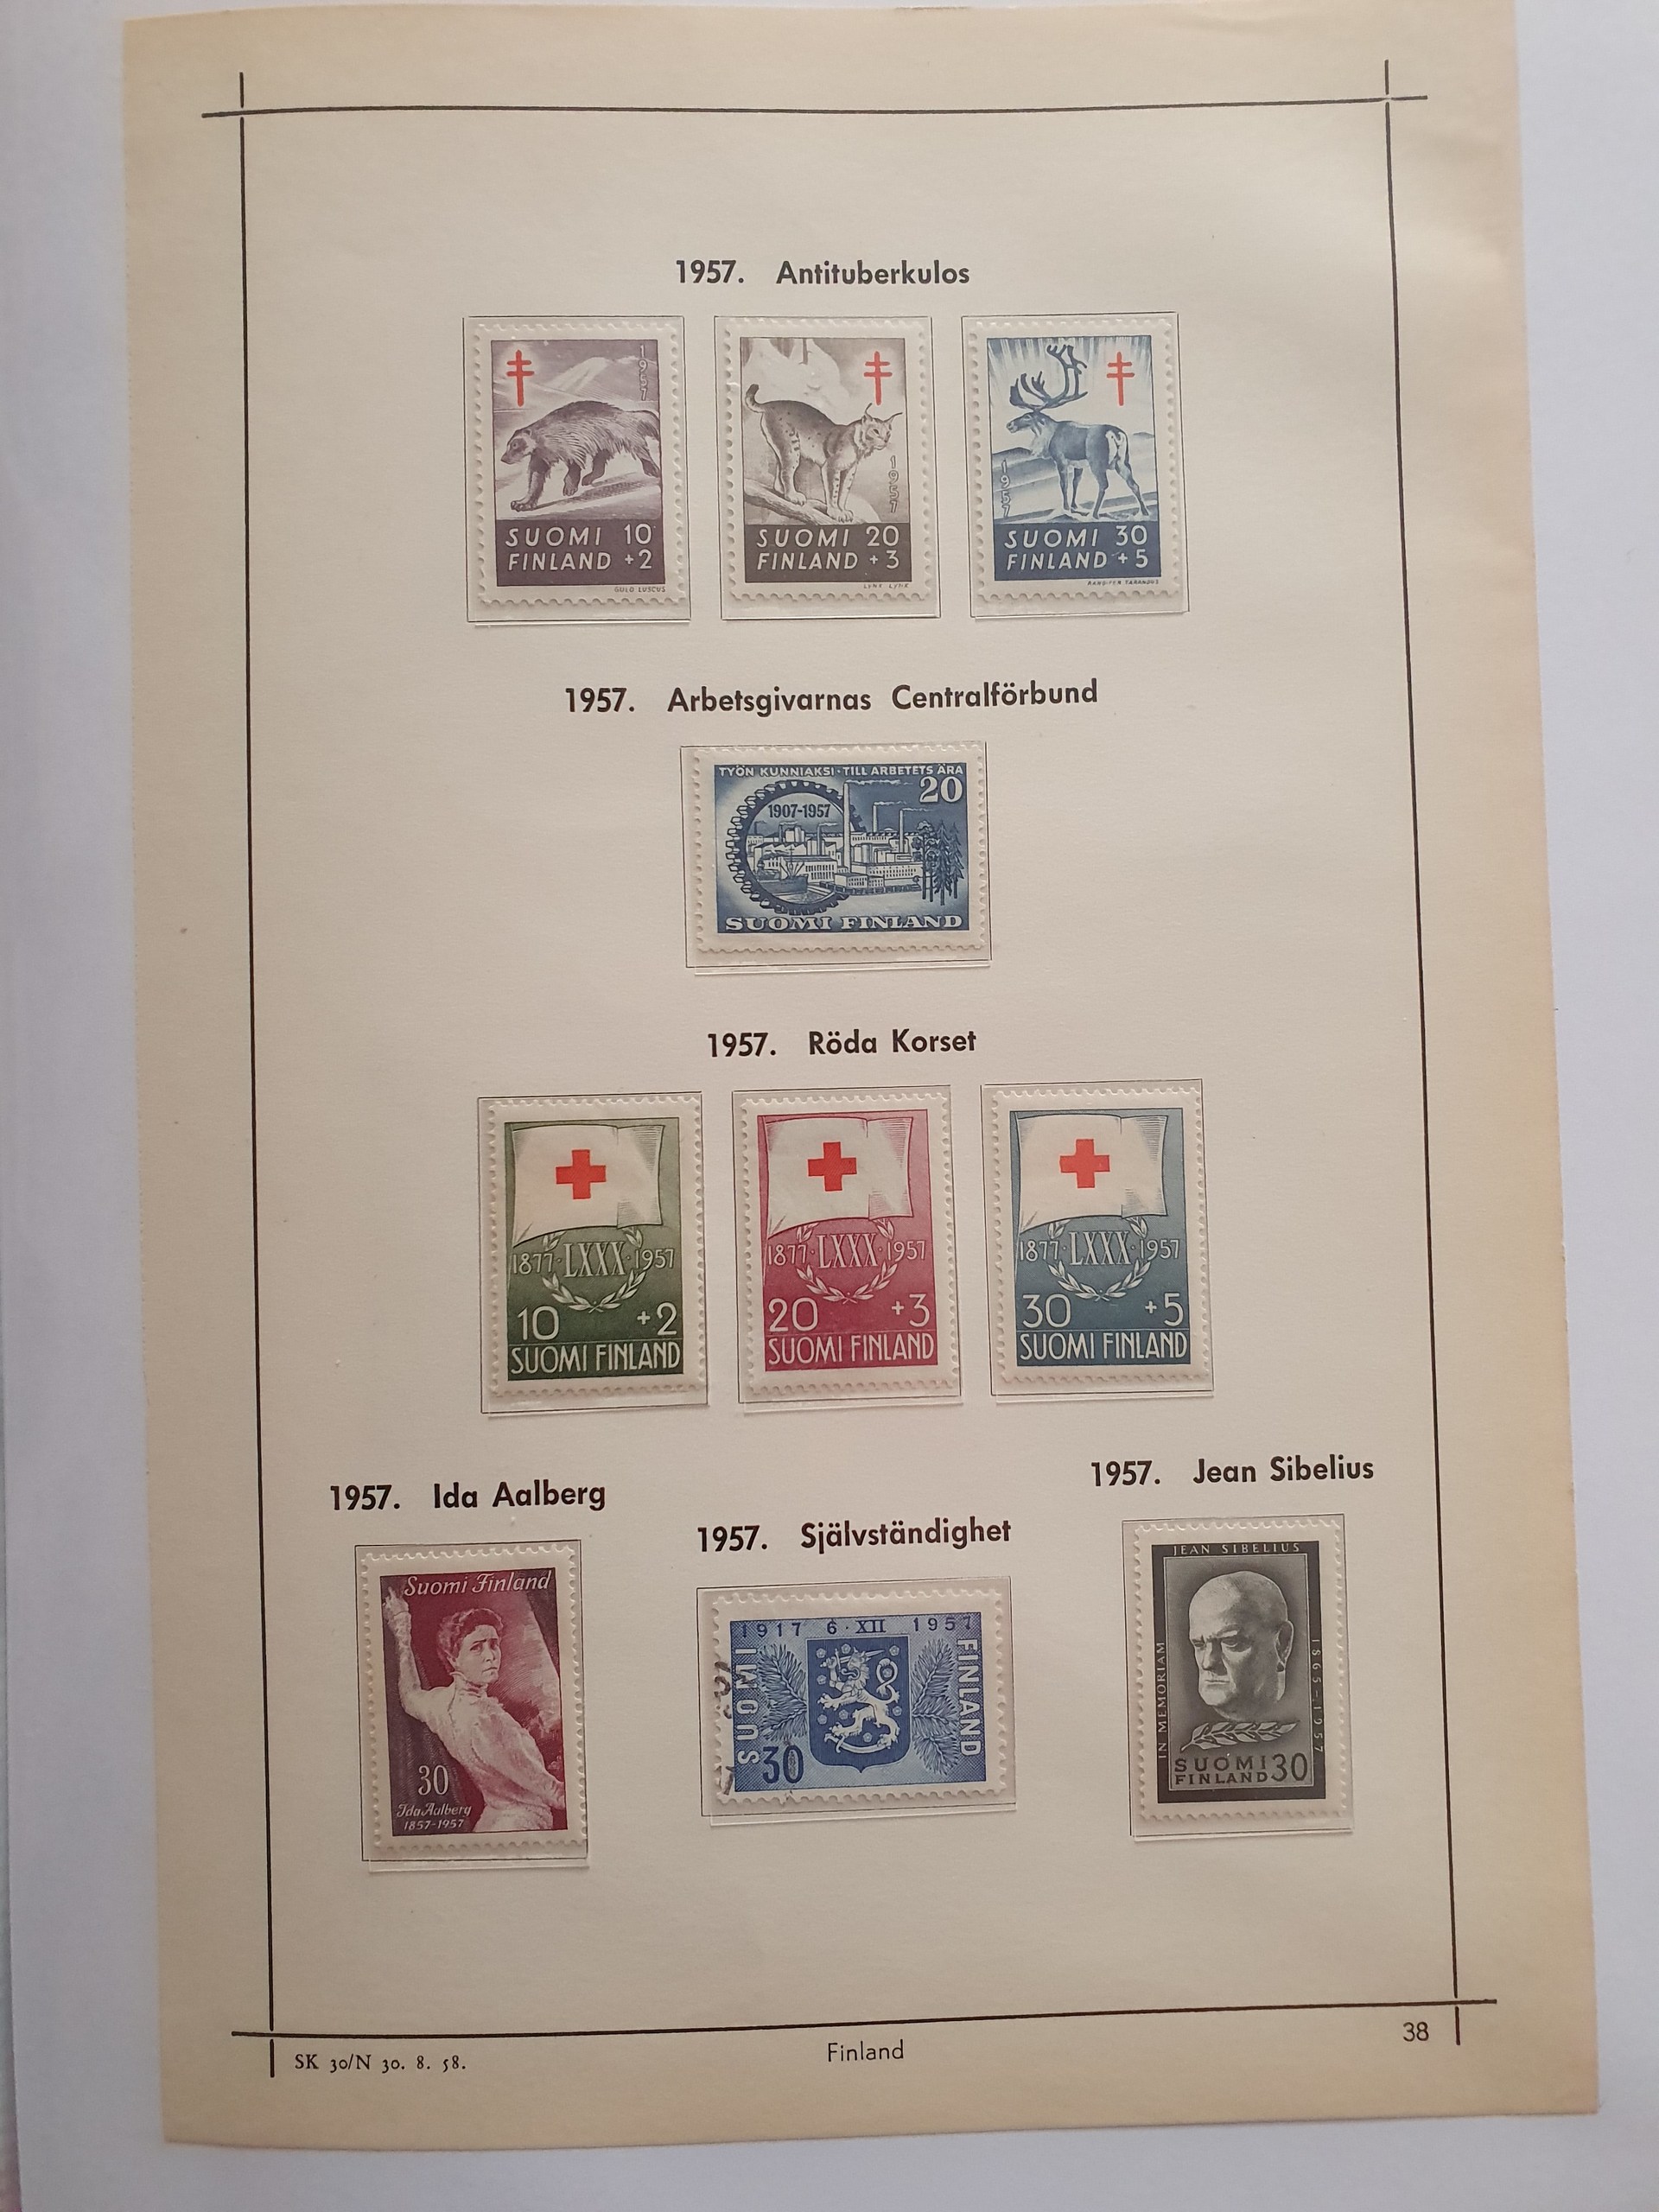 1957. Antituberkulos
1957
SUOMI 10
FINLAND +2
GULO LUSCUS
1957
SUOMI 20
FINLAND +3
LYNX LYNX
1957
SUOMI 30
FINLAND +5
RANGIFER TARANDUS
1957. Arbetsgivarnas Centralförbund
TYÖN KUNNIAKSI · TILL ARBETETS ÄRA
20
1907-1957
SUOMI FINLAND
1957. Röda Korset
1877 · LXXX · 1957
10 +2
SUOMI FINLAND
1877 · LXXX · 1957
20 +3
SUOMI FINLAND
1877 · LXXX · 1957
30 +5
SUOMI FINLAND
1957. Ida Aalberg
Suomi Finland
30
Ida Aalberg
1857-1957
1957. Självständighet
1917 6·XII 1957
SUOMI
FINLAND
30
1957. Jean Sibelius
JEAN SIBELIUS
IN MEMORIAM
1865-1957
SUOMI 30
FINLAND
SK 30/N 30. 8. 58.
Finland
38